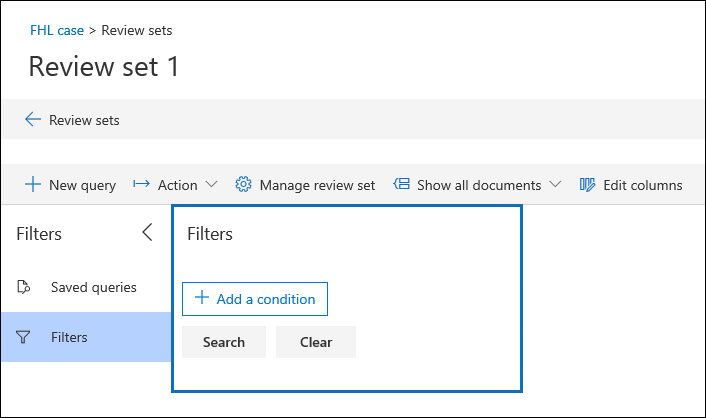 FHL case > Review sets
Review set 1
Review sets
New query Action Manage review set Show all documents Edit columns
Filters
Saved queries
Filters
Filters
Add a condition
Search Clear